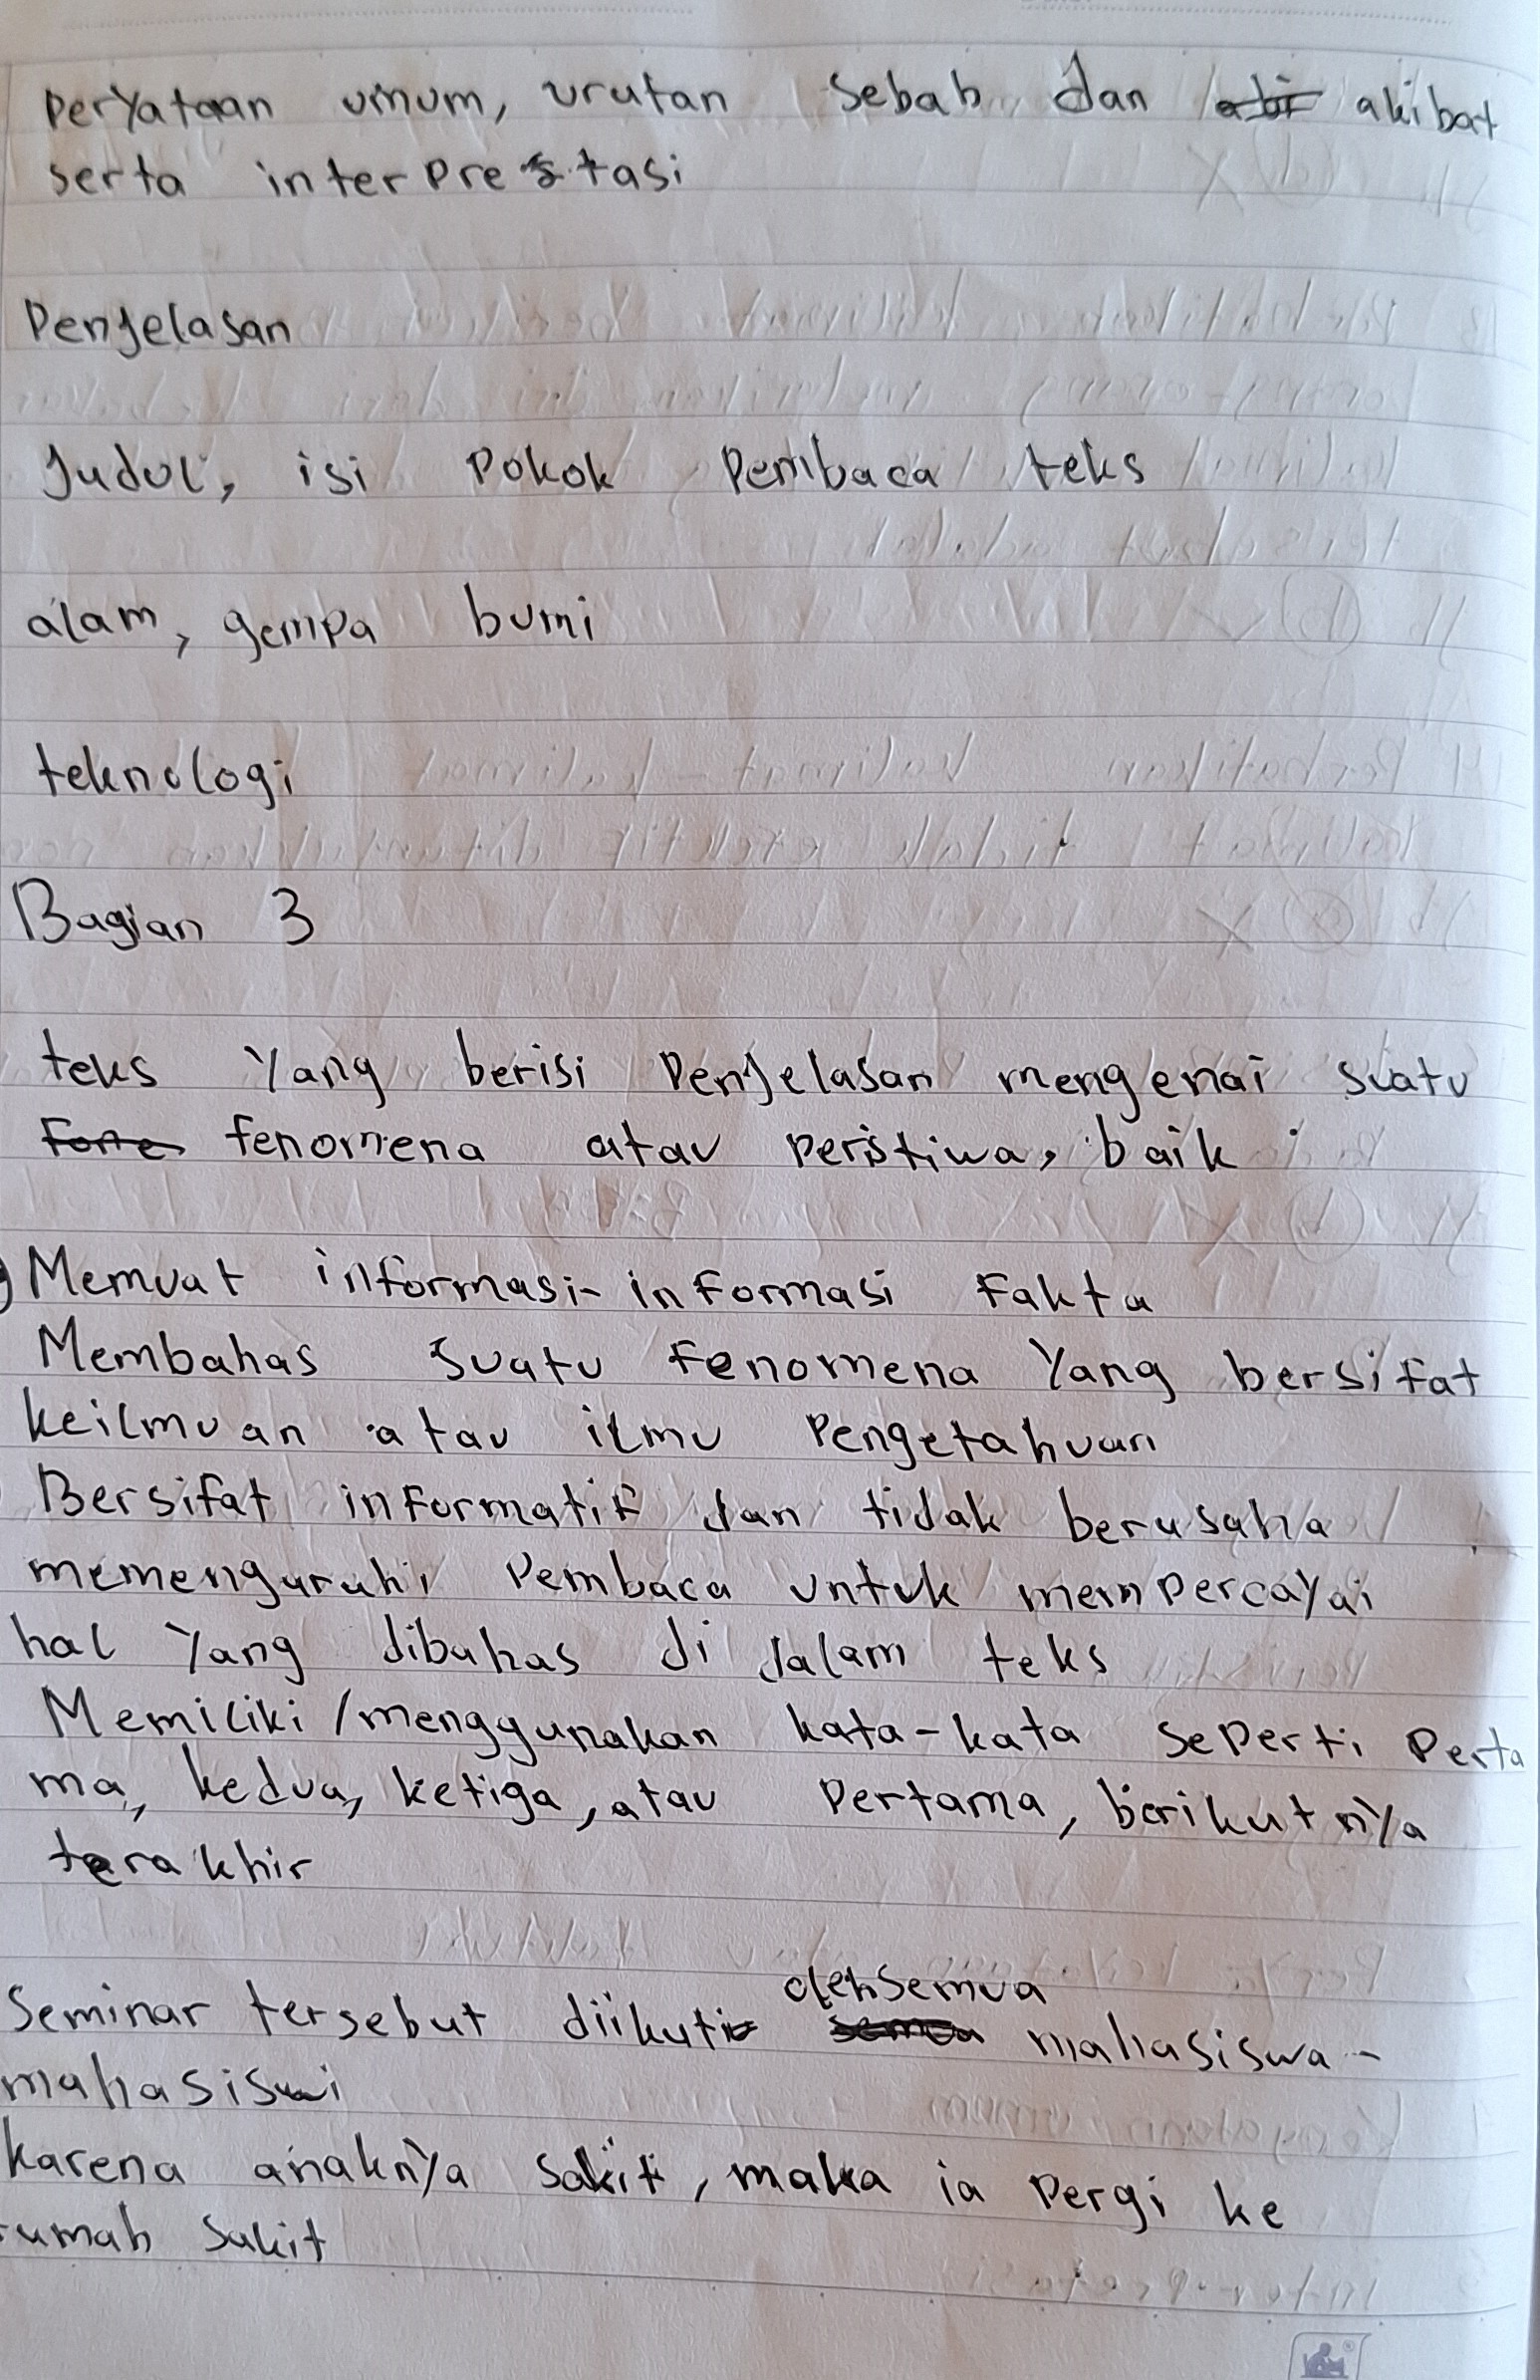 peryataan umum, urutan sebab dan akibat
serta interprestasi
Penjelasan
Judul, isi pokok pembaca teks
alam, gempa bumi
teknologi
Bagian 3
teks yang berisi penjelasan mengenai suatu
fenomena atau peristiwa, baik
Memuat informasi-informasi fakta
Membahas suatu fenomena yang bersifat
keilmuan atau ilmu pengetahuan
Bersifat informatif dan tidak berusaha
memengaruhi pembaca untuk mempercayai
hal yang dibahas di dalam teks
Memiliki/menggunakan kata-kata seperti perta
ma, kedua, ketiga, atau pertama, berikutnya
terakhir
Seminar tersebut diikuti oleh semua mahasiswa-
mahasiswi
karena anaknya sakit, maka ia pergi ke
rumah sakit